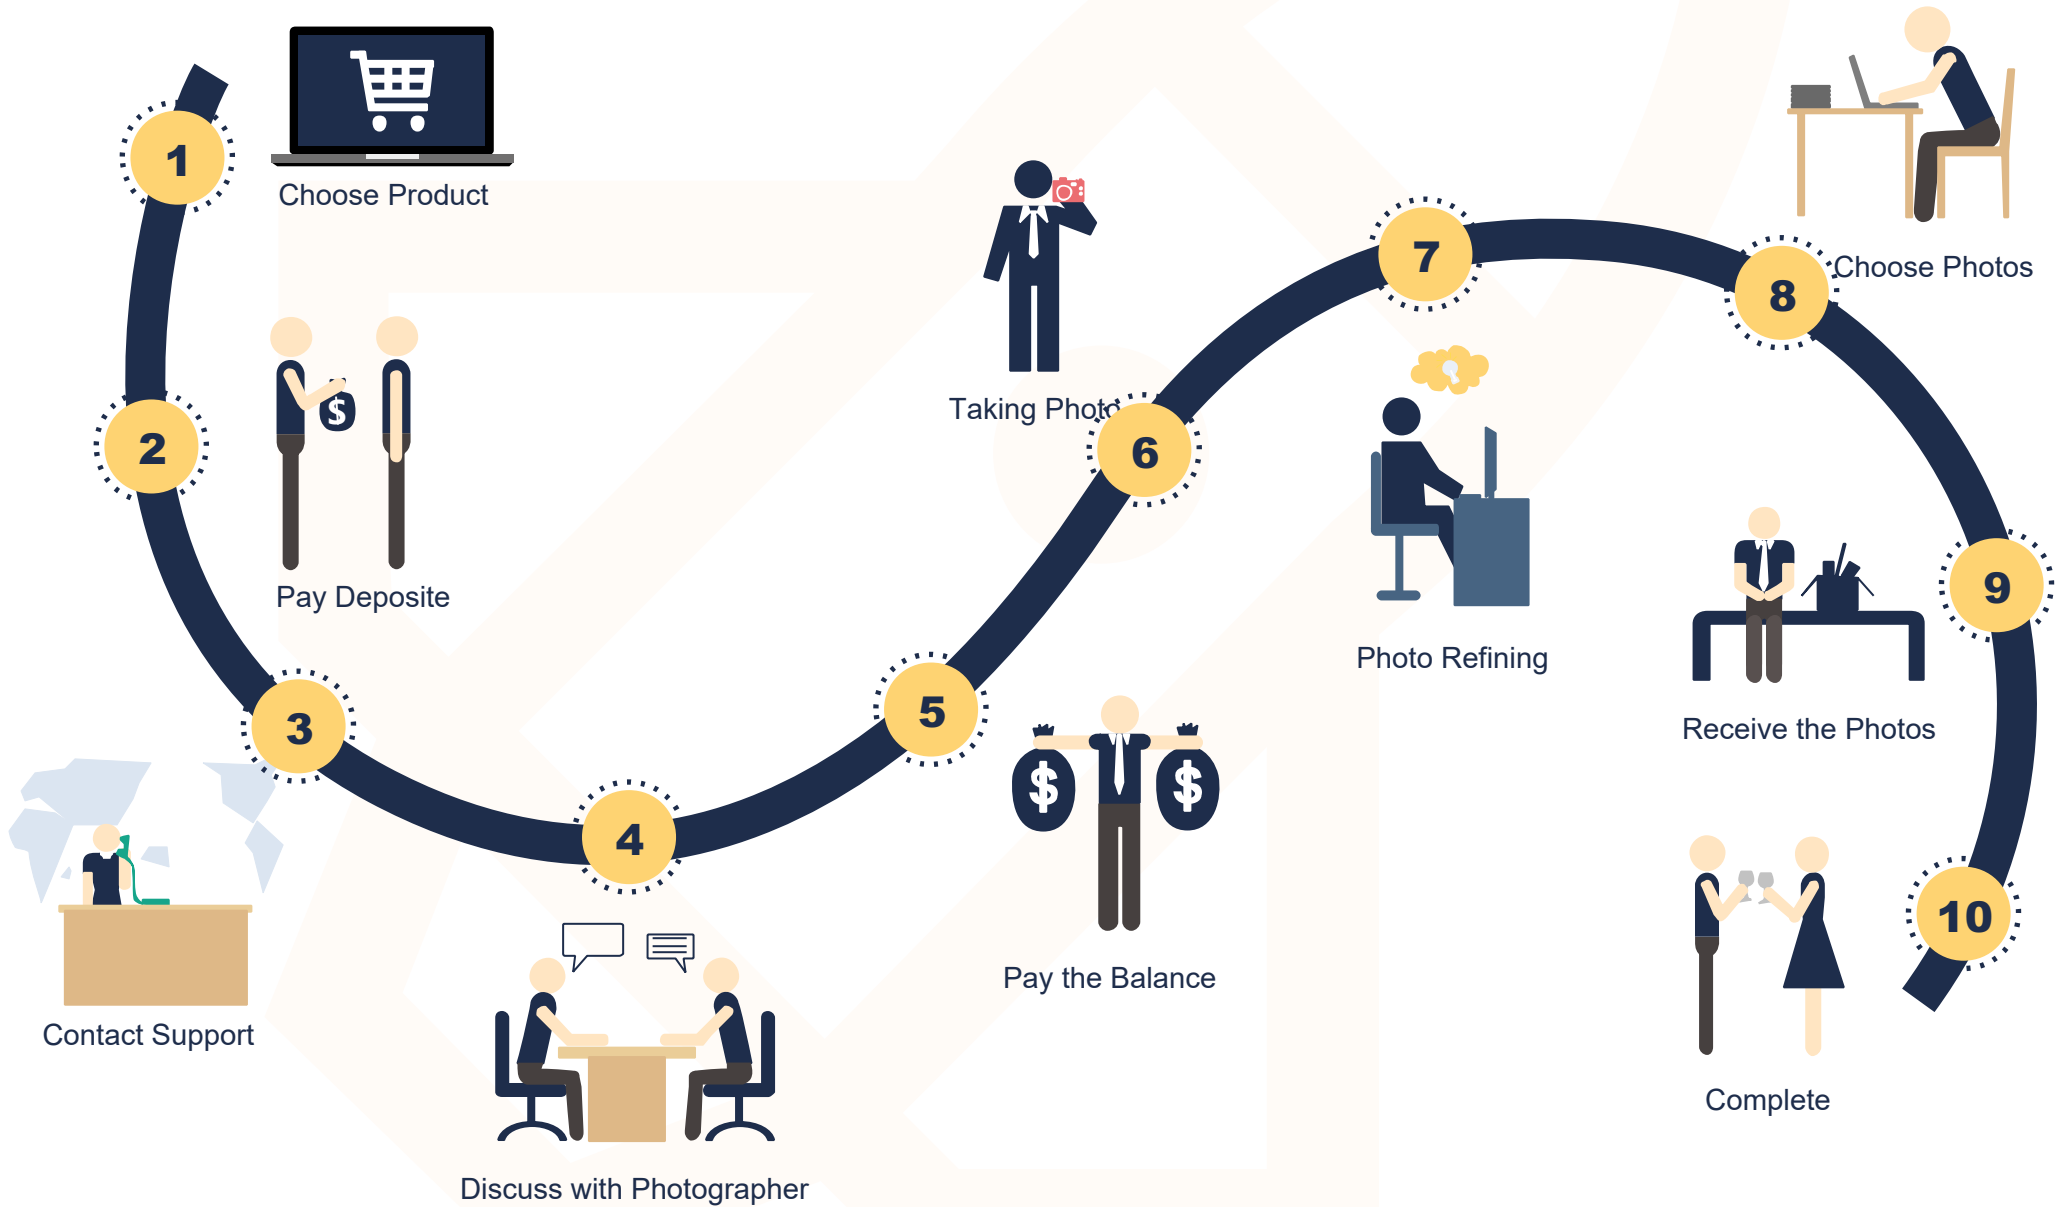 1
Choose Product
2
$
Pay Deposite
3
Contact Support
4
Discuss with Photographer
5
$ $
Pay the Balance
6
Taking Photo
7
Photo Refining
8
Choose Photos
9
Receive the Photos
10
Complete